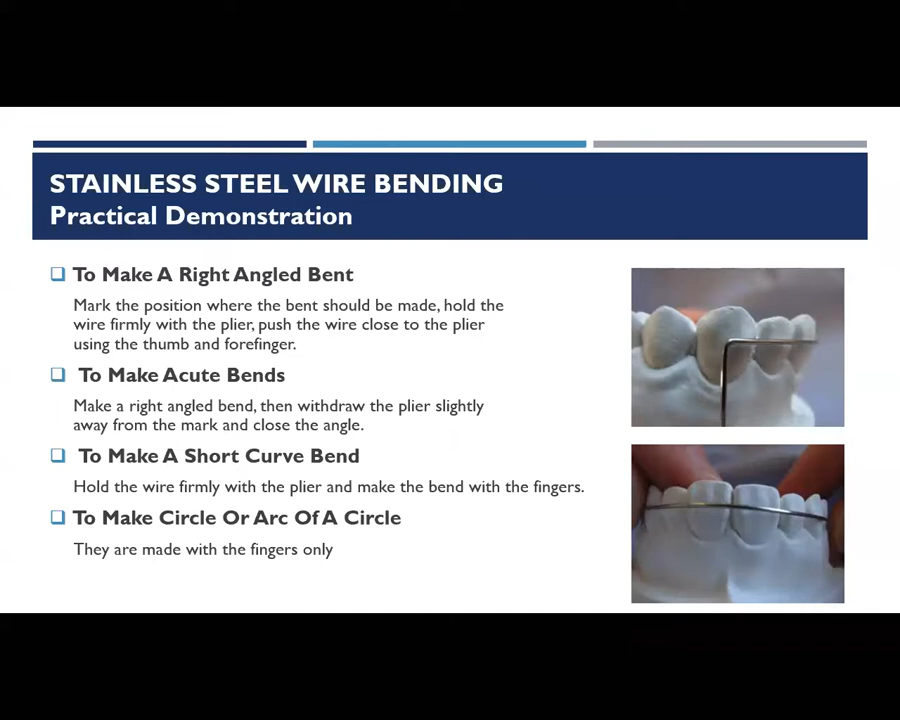 STAINLESS STEEL WIRE BENDING
Practical Demonstration
To Make A Right Angled Bent
Mark the position where the bent should be made, hold the
wire firmly with the plier, push the wire close to the plier
using the thumb and forefinger.
To Make Acute Bends
Make a right angled bend, then withdraw the plier slightly
away from the mark and close the angle.
To Make A Short Curve Bend
Hold the wire firmly with the plier and make the bend with the fingers.
To Make Circle Or Arc Of A Circle
They are made with the fingers only